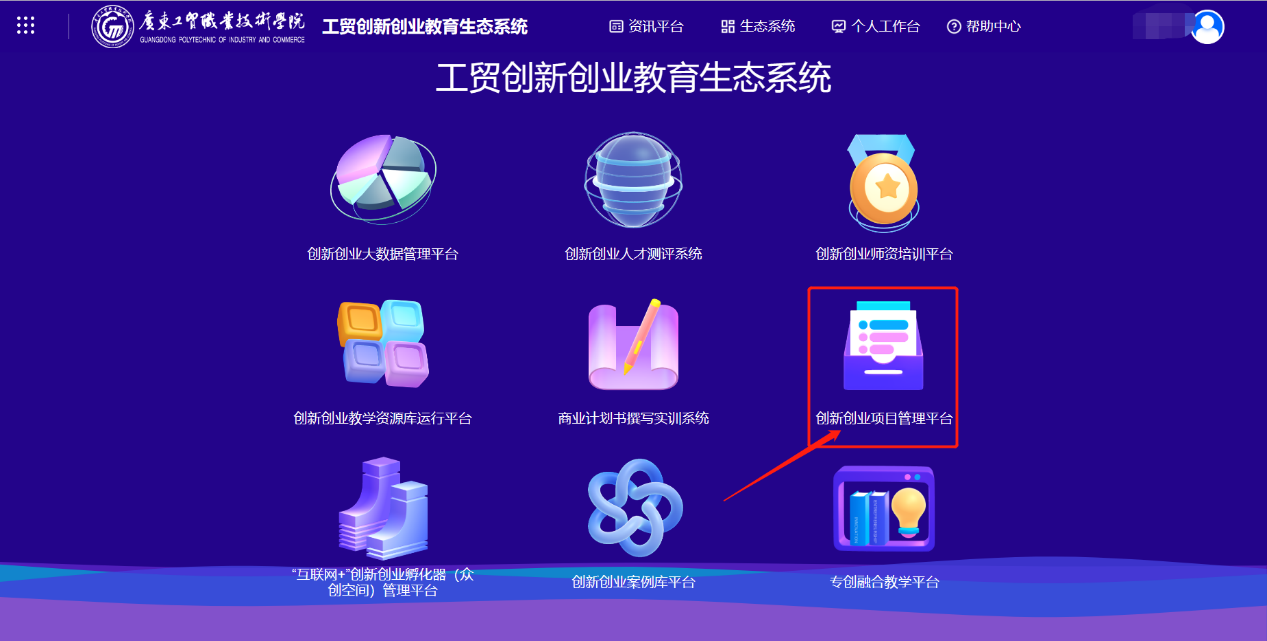 廣東工貿職業技術學院
GUANGDONG POLYTECHNIC OF INDUSTRY AND COMMERCE
工贸创新创业教育生态系统
资讯平台
生态系统
个人工作台
帮助中心
工贸创新创业教育生态系统
创新创业大数据管理平台
创新创业人才测评系统
创新创业师资培训平台
创新创业教学资源库运行平台
商业计划书撰写实训系统
创新创业项目管理平台
“互联网+”创新创业孵化器（众
创空间）管理平台
创新创业案例库平台
专创融合教学平台